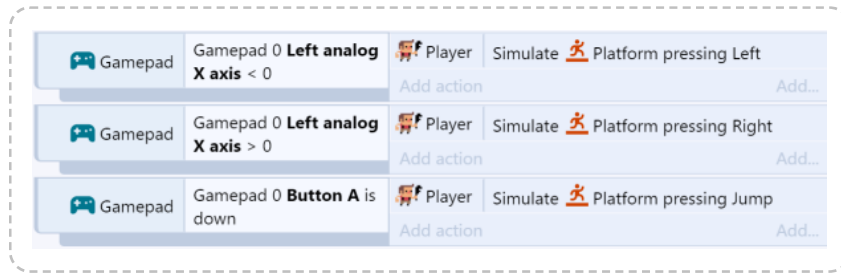 Gamepad
Gamepad 0 Left analog
X axis < 0
Player
Simulate Platform pressing Left
Add action
Add...
Gamepad
Gamepad 0 Left analog
X axis > 0
Player
Simulate Platform pressing Right
Add action
Add...
Gamepad
Gamepad 0 Button A is
down
Player
Simulate Platform pressing Jump
Add action
Add...